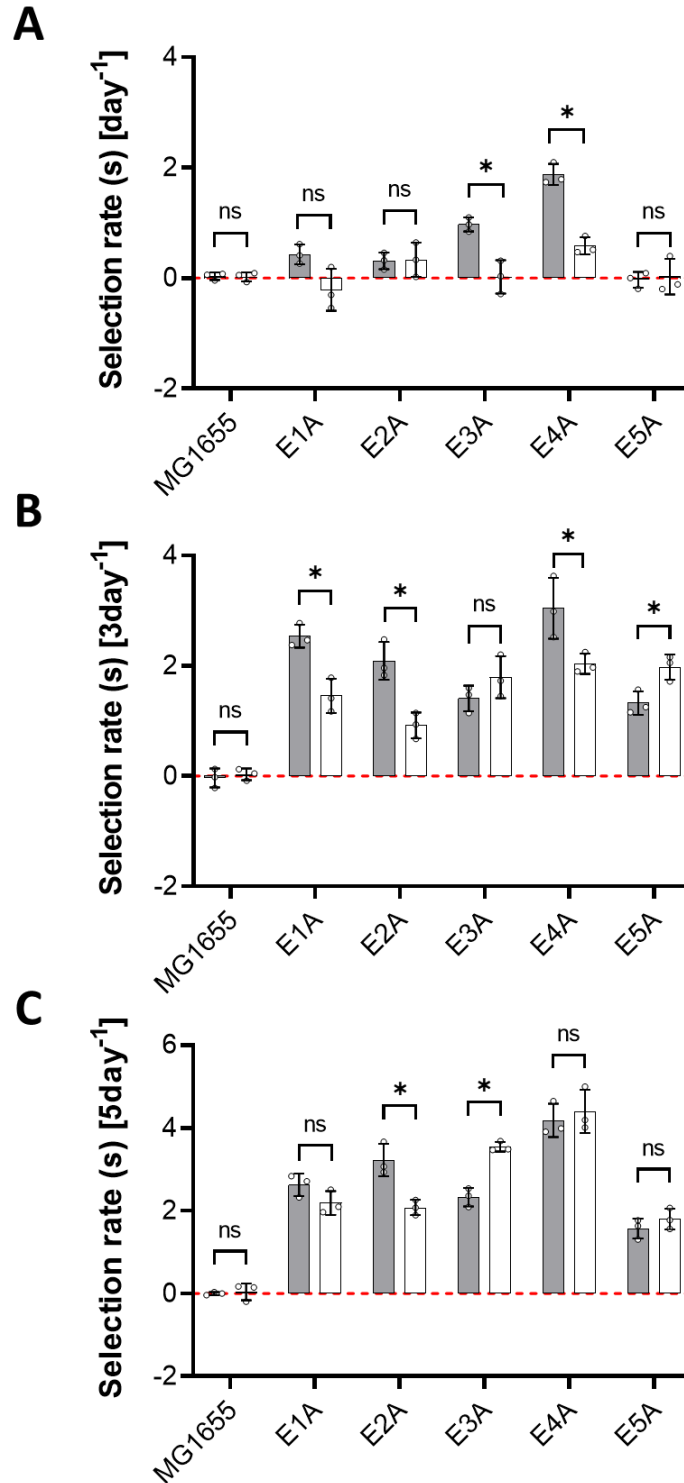 A
Selection rate (s) [day⁻¹]
4
2
0
-2
ns
ns
ns
*
*
ns
MG1655
E1A
E2A
E3A
E4A
E5A
B
Selection rate (s) [3day⁻¹]
4
2
0
-2
ns
*
*
ns
*
*
MG1655
E1A
E2A
E3A
E4A
E5A
C
Selection rate (s) [5day⁻¹]
6
4
2
0
-2
ns
ns
*
*
ns
ns
MG1655
E1A
E2A
E3A
E4A
E5A